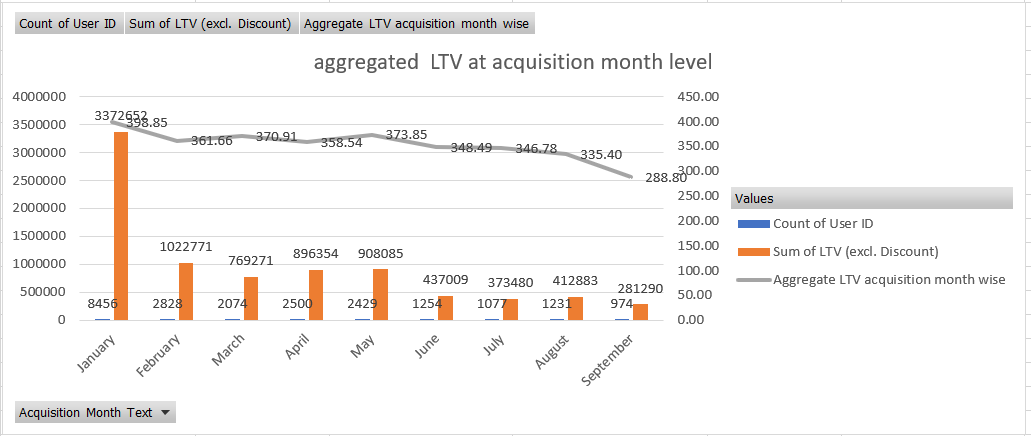 Count of User ID Sum of LTV (excl. Discount) Aggregate LTV acquisition month wise
aggregated LTV at acquisition month level
4000000
3500000
3000000
2500000
2000000
1500000
1000000
500000
0
450.00
400.00
350.00
300.00
250.00
200.00
150.00
100.00
50.00
0.00
3372652
398.85
361.66
370.91
358.54
373.85
348.49
346.78
335.40
288.80
1022771
769271
896354
908085
437009
373480
412883
281290
8456
2828
2074
2500
2429
1254
1077
1231
974
January
February
March
April
May
June
July
August
September
Values
Count of User ID
Sum of LTV (excl. Discount)
Aggregate LTV acquisition month wise
Acquisition Month Text